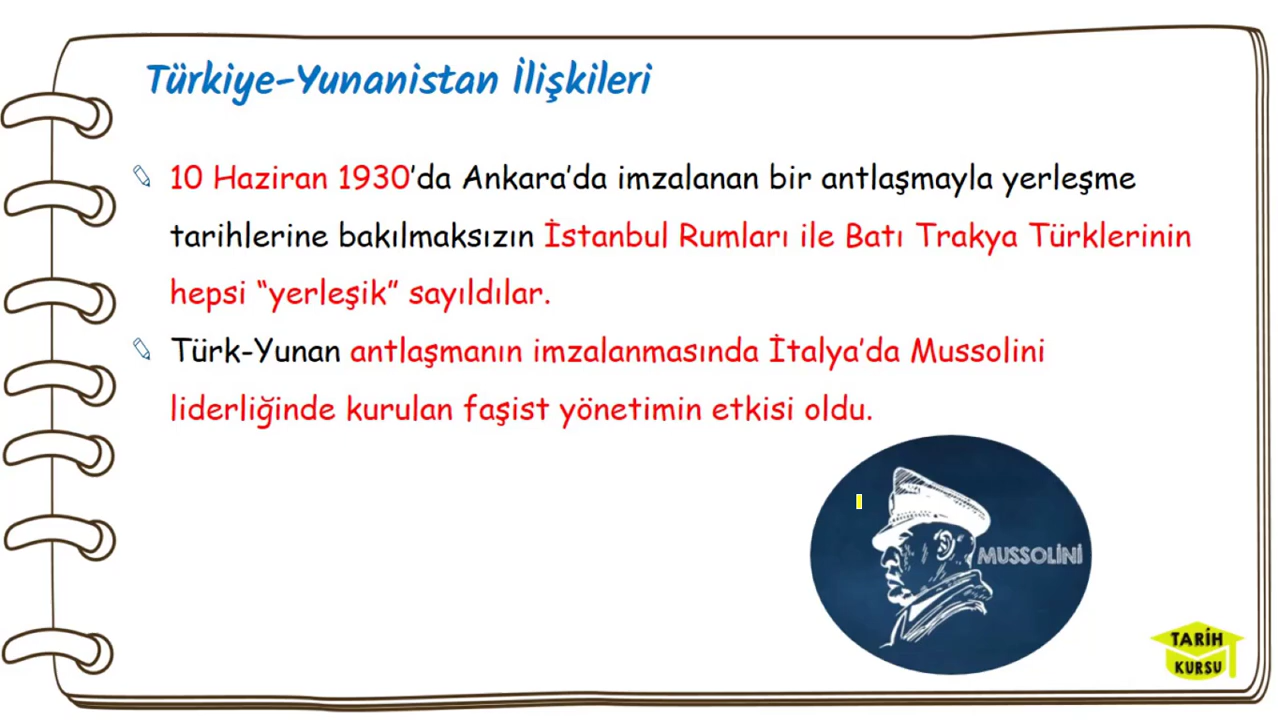 Türkiye-Yunanistan İlişkileri
10 Haziran 1930’da Ankara’da imzalanan bir antlaşmayla yerleşme
tarihlerine bakılmaksızın İstanbul Rumları ile Batı Trakya Türklerinin
hepsi “yerleşik” sayıldılar.
Türk-Yunan antlaşmanın imzalanmasında İtalya’da Mussolini
liderliğinde kurulan faşist yönetimin etkisi oldu.
MUSSOLİNİ
TARİH
KURSU